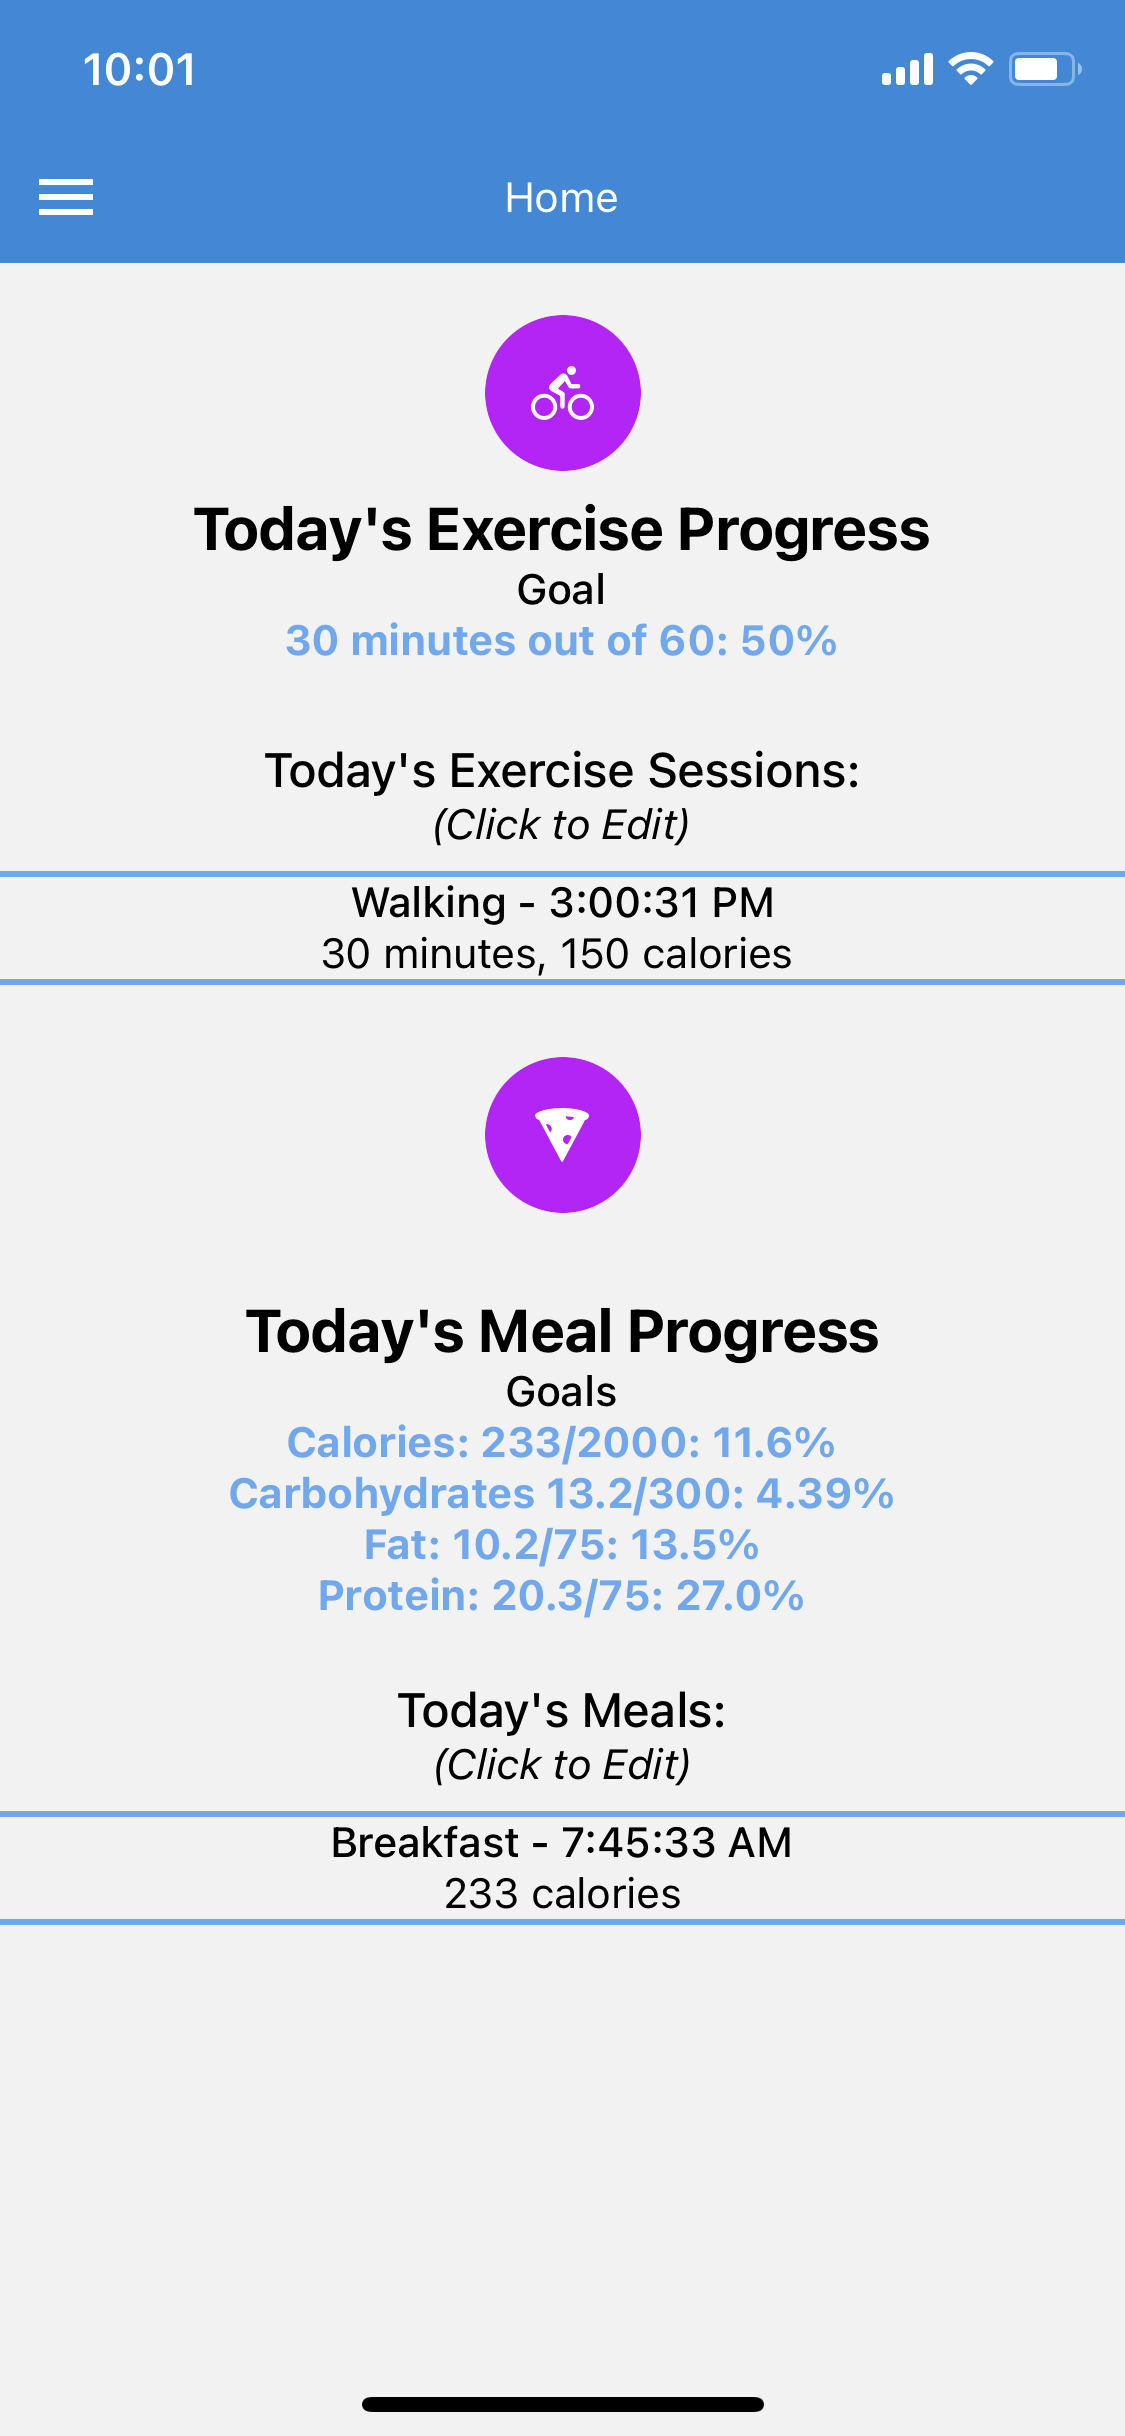 10:01
Home
Today's Exercise Progress
Goal
30 minutes out of 60: 50%
Today's Exercise Sessions:
(Click to Edit)
Walking - 3:00:31 PM
30 minutes, 150 calories
Today's Meal Progress
Goals
Calories: 233/2000: 11.6%
Carbohydrates 13.2/300: 4.39%
Fat: 10.2/75: 13.5%
Protein: 20.3/75: 27.0%
Today's Meals:
(Click to Edit)
Breakfast - 7:45:33 AM
233 calories